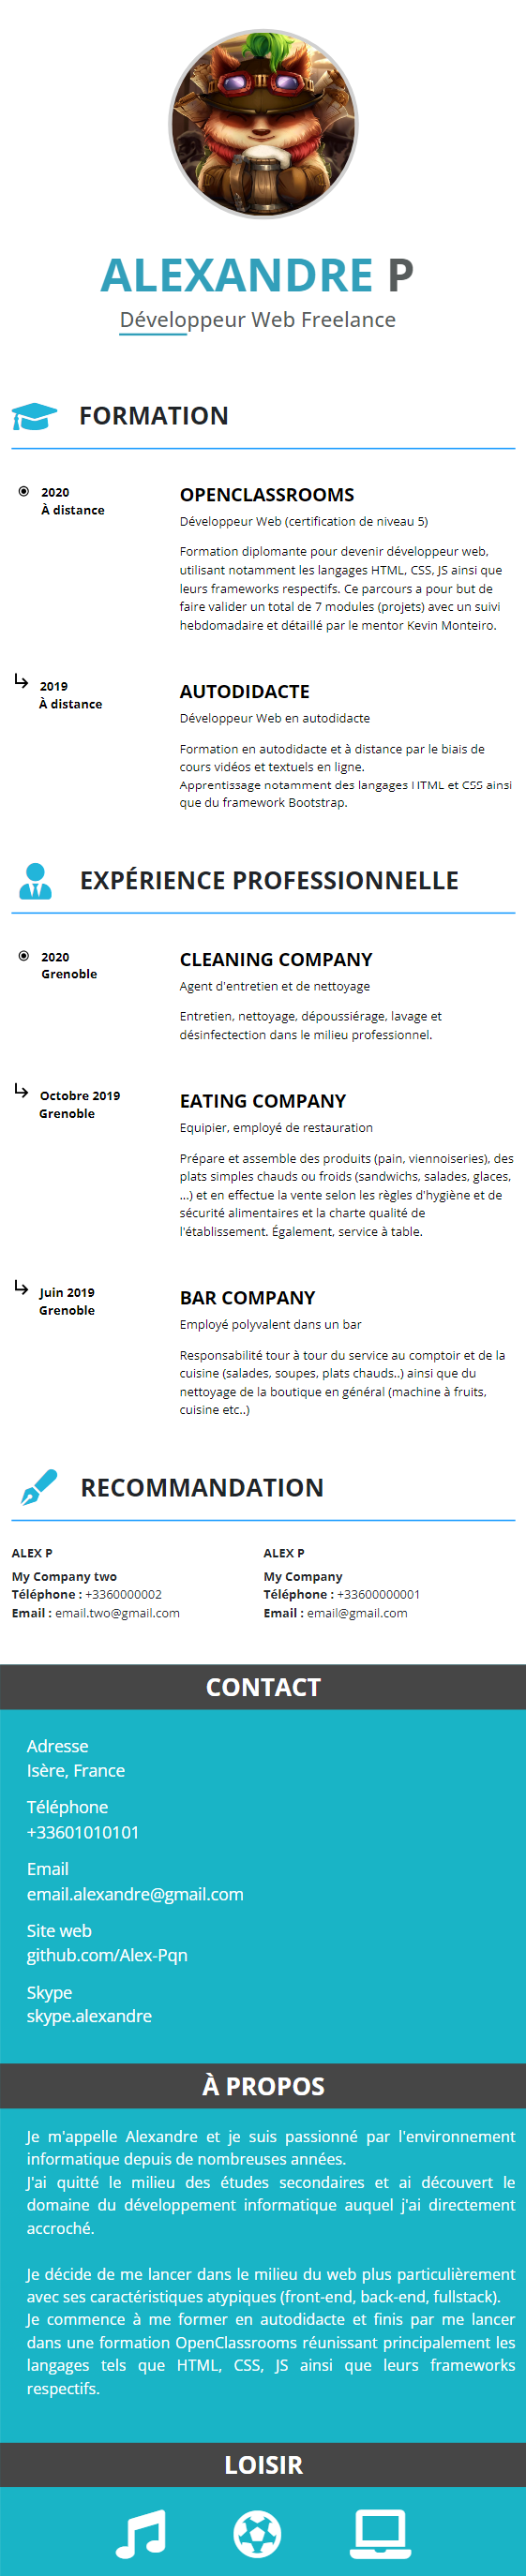 ALEXANDRE P
Développeur Web Freelance
FORMATION
2020
À distance
OPENCLASSROOMS
Développeur Web (certification de niveau 5)
Formation diplomante pour devenir développeur web,
utilisant notamment les langages HTML, CSS, JS ainsi que
leurs frameworks respectifs. Ce parcours a pour but de
faire valider un total de 7 modules (projets) avec un suivi
hebdomadaire et détaillé par le mentor Kevin Monteiro.
2019
À distance
AUTODIDACTE
Développeur Web en autodidacte
Formation en autodidacte et à distance par le biais de
cours vidéos et textuels en ligne.
Apprentissage notamment des langages HTML et CSS ainsi
que du framework Bootstrap.
EXPÉRIENCE PROFESSIONNELLE
2020
Grenoble
CLEANING COMPANY
Agent d'entretien et de nettoyage
Entretien, nettoyage, dépoussiérage, lavage et
désinfectection dans le milieu professionnel.
Octobre 2019
Grenoble
EATING COMPANY
Equipier, employé de restauration
Prépare et assemble des produits (pain, viennoiseries), des
plats simples chauds ou froids (sandwichs, salades, glaces,
...) et en effectue la vente selon les règles d'hygiène et de
sécurité alimentaires et la charte qualité de
l'établissement. Également, service à table.
Juin 2019
Grenoble
BAR COMPANY
Employé polyvalent dans un bar
Responsabilité tour à tour du service au comptoir et de la
cuisine (salades, soupes, plats chauds..) ainsi que du
nettoyage de la boutique en général (machine à fruits,
cuisine etc..)
RECOMMANDATION
ALEX P
My Company two
Téléphone : +3360000002
Email : email.two@gmail.com
ALEX P
My Company
Téléphone : +33600000001
Email : email@gmail.com
CONTACT
Adresse
Isère, France
Téléphone
+33601010101
Email
email.alexandre@gmail.com
Site web
github.com/Alex-Pqn
Skype
skype.alexandre
À PROPOS
Je m'appelle Alexandre et je suis passionné par l'environnement
informatique depuis de nombreuses années.
J'ai quitté le milieu des études secondaires et ai découvert le
domaine du développement informatique auquel j'ai directement
accroché.
Je décide de me lancer dans le milieu du web plus particulièrement
avec ses caractéristiques atypiques (front-end, back-end, fullstack).
Je commence à me former en autodidacte et finis par me lancer
dans une formation OpenClassrooms réunissant principalement les
langages tels que HTML, CSS, JS ainsi que leurs frameworks
respectifs.
LOISIR